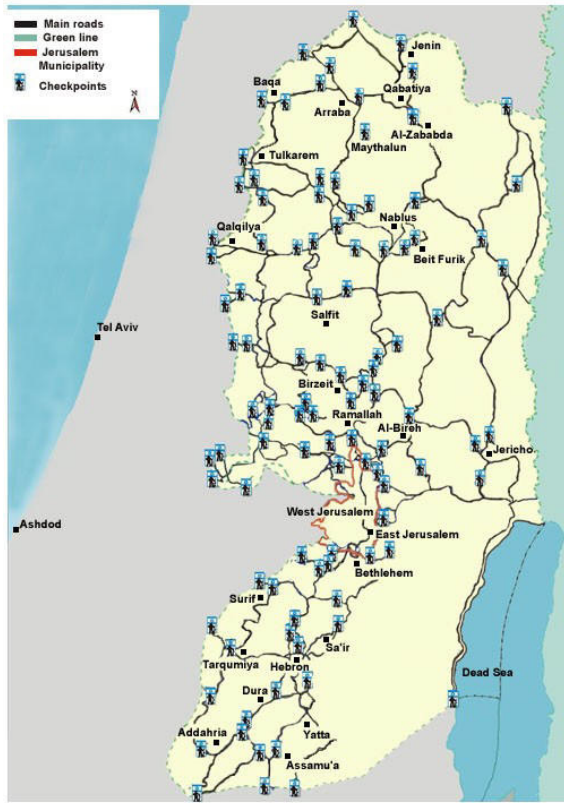 Main roads
Green line
Jerusalem
Municipality
Checkpoints
N
Jenin
Baqa
Qabatiya
Arraba
Al-Zababda
Maythalun
Tulkarem
Nablus
Qalqilya
Beit Furik
Salfit
Tel Aviv
Birzeit
Ramallah
Al-Bireh
Jericho
West Jerusalem
Ashdod
East Jerusalem
Bethlehem
Surif
Sa'ir
Tarqumiya
Hebron
Dead Sea
Dura
Yatta
Addahria
Assamu'a